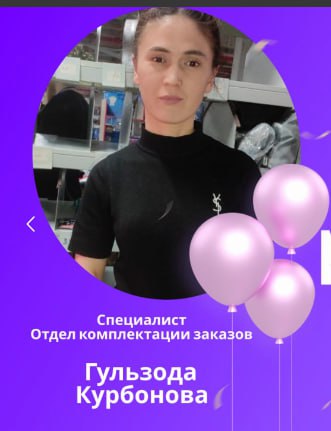 Специалист
Отдел комплектации заказов
Гульзода
Курбонова